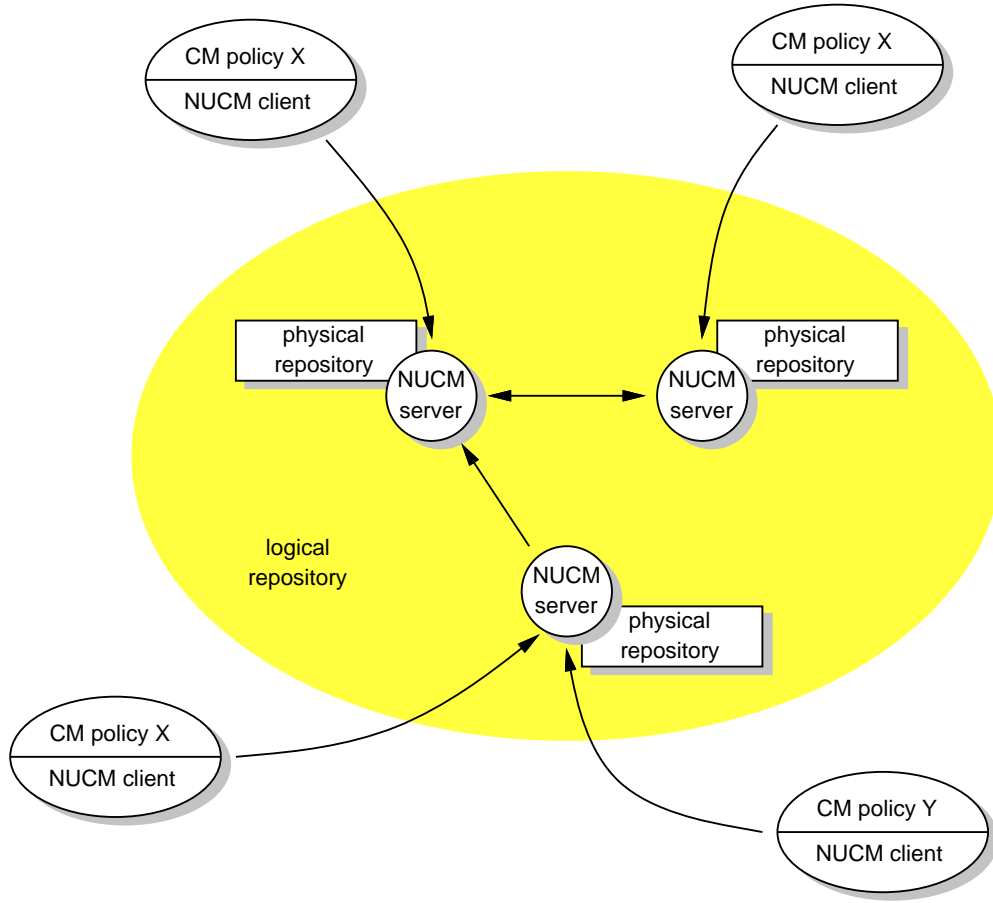 CM policy X
NUCM client
CM policy X
NUCM client
physical
repository
NUCM
server
physical
repository
NUCM
server
logical
repository
NUCM
server
physical
repository
CM policy X
NUCM client
CM policy Y
NUCM client